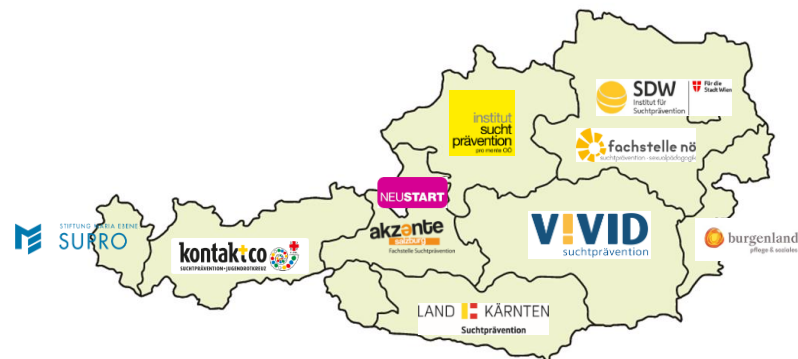 SDW
Institut für
Suchtprävention
Für die
Stadt Wien
institut
sucht
prävention
pro mente OÖ
fachstelle nö
suchtprävention - sexualpädagogik
NEUSTART
akzente
salzburg
Fachstelle Suchtprävention
STIFTUNG MARIA EBENE
SUPRO
kontakt+co
SUCHTPRÄVENTION • JUGENDROTKREUZ
V!VID
suchtprävention
burgenland
pflege & soziales
LAND KÄRNTEN
Suchtprävention